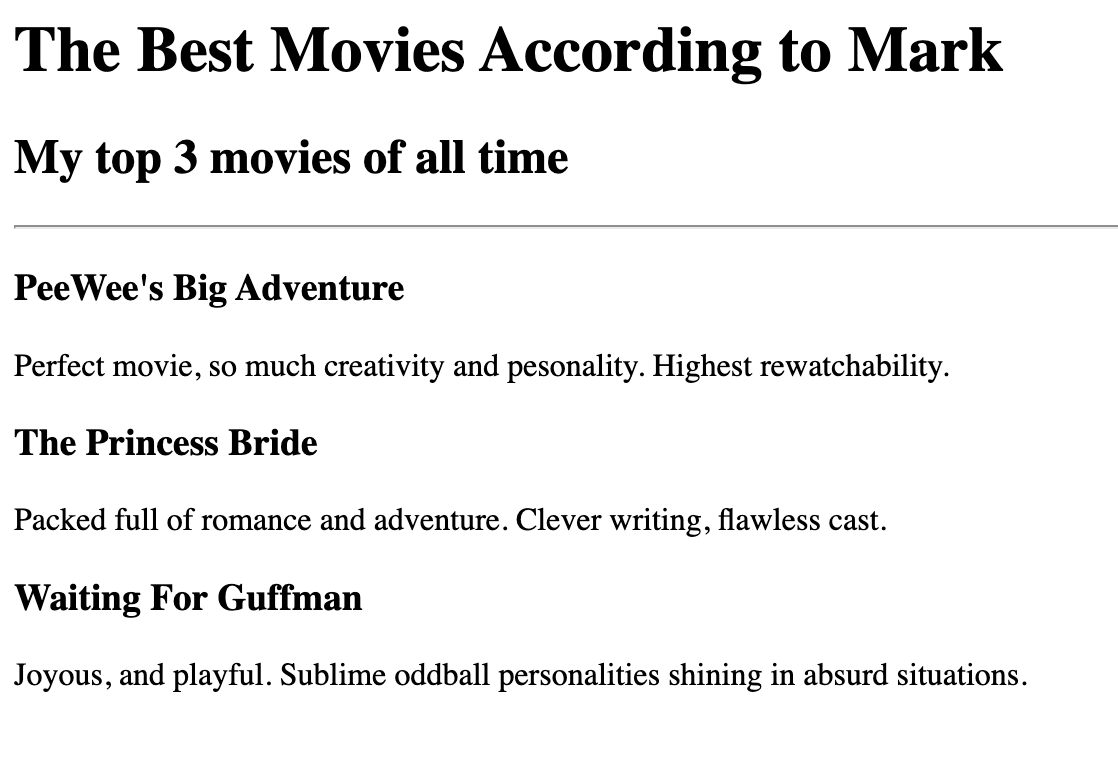 The Best Movies According to Mark
My top 3 movies of all time
PeeWee's Big Adventure
Perfect movie, so much creativity and pesonality. Highest rewatchability.
The Princess Bride
Packed full of romance and adventure. Clever writing, flawless cast.
Waiting For Guffman
Joyous, and playful. Sublime oddball personalities shining in absurd situations.